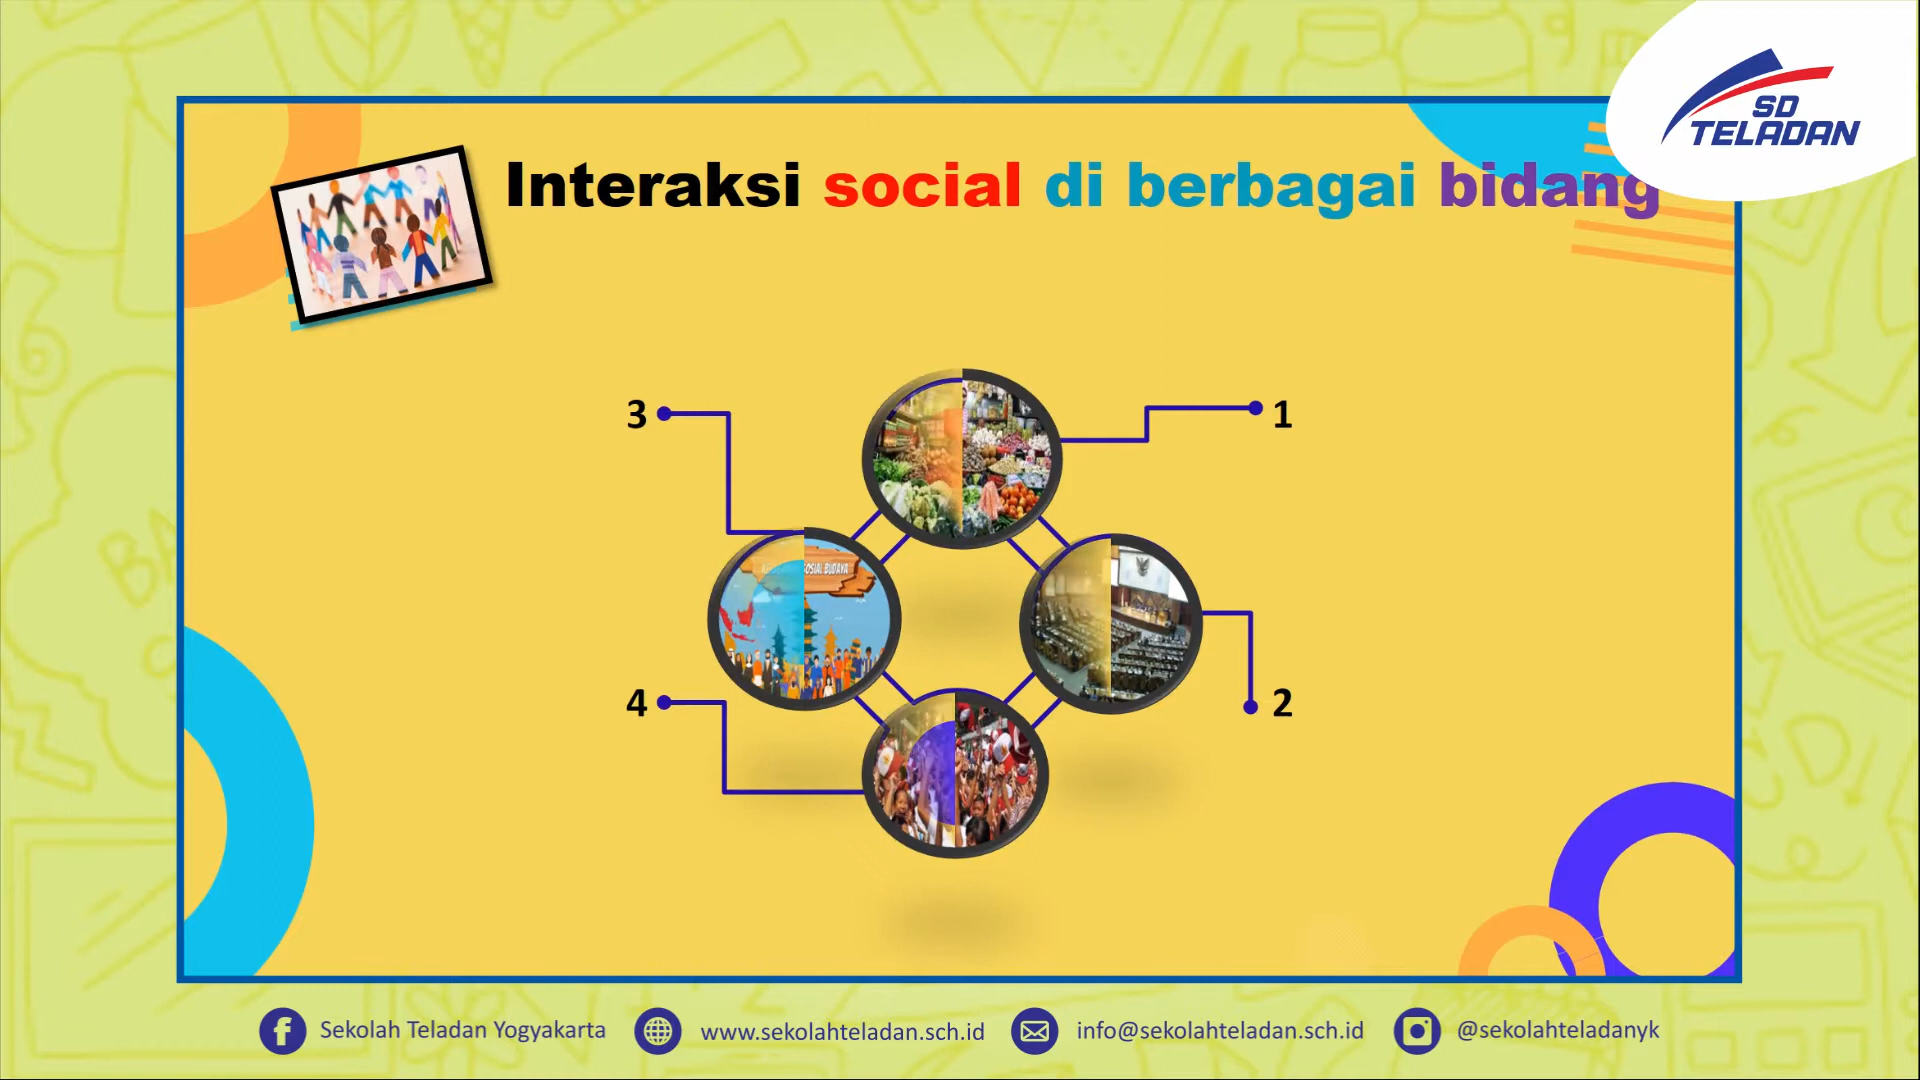 SD
TELADAN
Interaksi social di berbagai bidang
3
1
SOSIAL BUDAYA
4
2
Sekolah Teladan Yogyakarta
www.sekolahteladan.sch.id
info@sekolahteladan.sch.id
@sekolahteladanyk